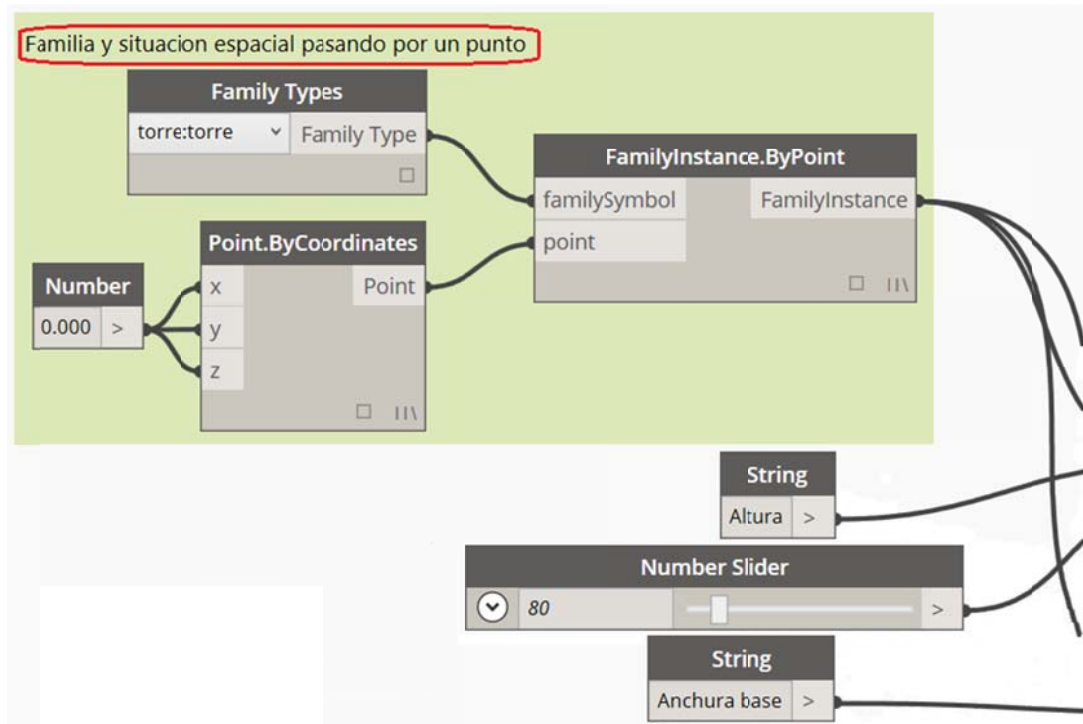 Familia y situacion espacial pasando por un punto
Family Types
torre:torre Family Type
FamilyInstance.ByPoint
familySymbol FamilyInstance
point
Point.ByCoordinates
x Point
y
z
Number
0.000 >
String
Altura >
Number Slider
80 >
String
Anchura base >